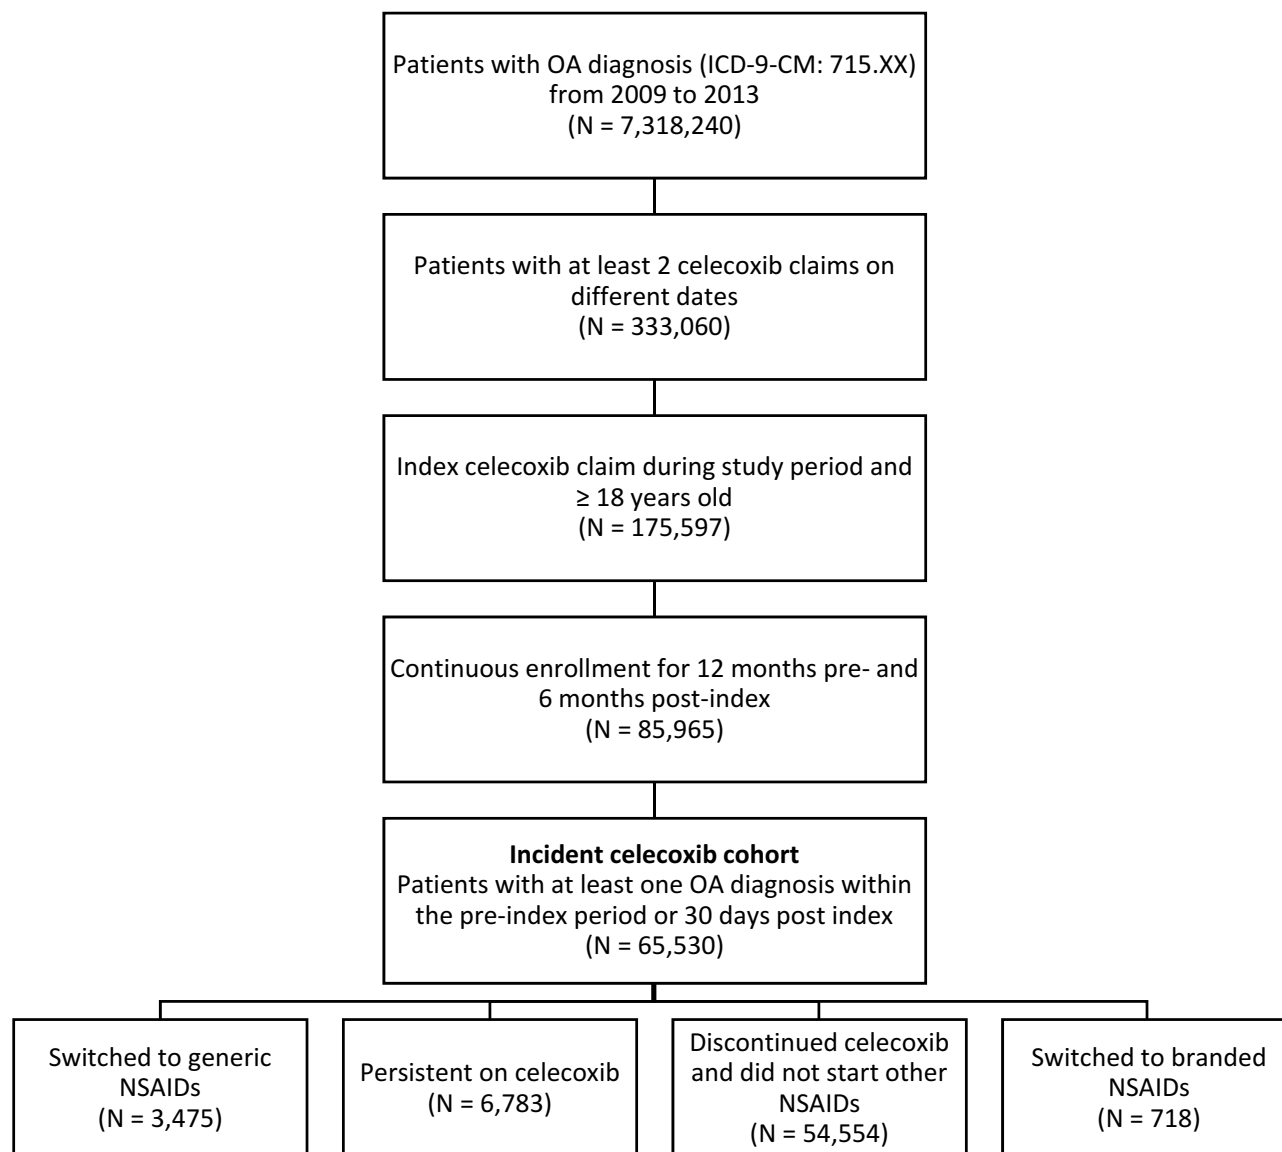 Patients with OA diagnosis (ICD-9-CM: 715.XX)
from 2009 to 2013
(N = 7,318,240)
Patients with at least 2 celecoxib claims on
different dates
(N = 333,060)
Index celecoxib claim during study period and
≥ 18 years old
(N = 175,597)
Continuous enrollment for 12 months pre- and
6 months post-index
(N = 85,965)
Incident celecoxib cohort
Patients with at least one OA diagnosis within
the pre-index period or 30 days post index
(N = 65,530)
Switched to generic
NSAIDs
(N = 3,475)
Persistent on celecoxib
(N = 6,783)
Discontinued celecoxib
and did not start other
NSAIDs
(N = 54,554)
Switched to branded
NSAIDs
(N = 718)